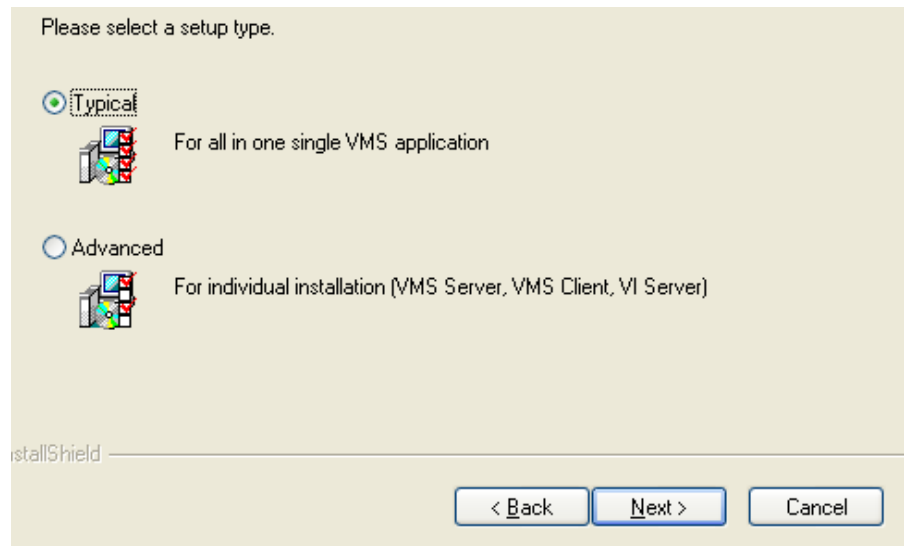 Please select a setup type.
Typical
For all in one single VMS application
Advanced
For individual installation (VMS Server, VMS Client, VI Server)
stallShield
< Back Next > Cancel